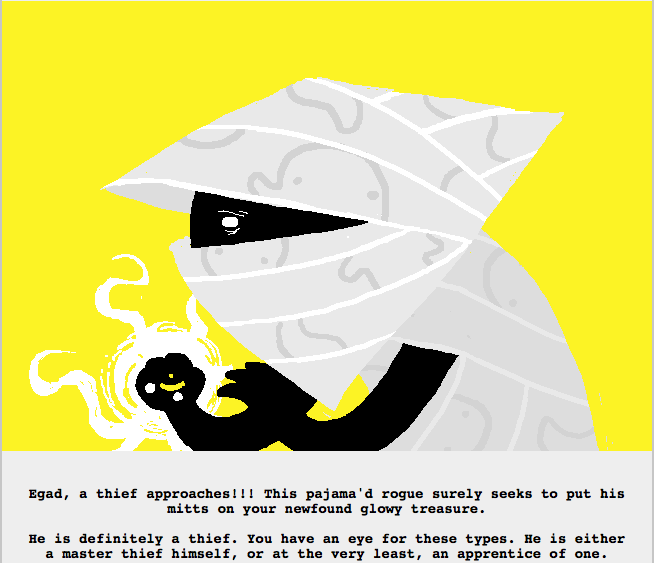 Egad, a thief approaches!!! This pajama'd rogue surely seeks to put his
mitts on your newfound glowy treasure.
He is definitely a thief. You have an eye for these types. He is either
a master thief himself, or at the very least, an apprentice of one.